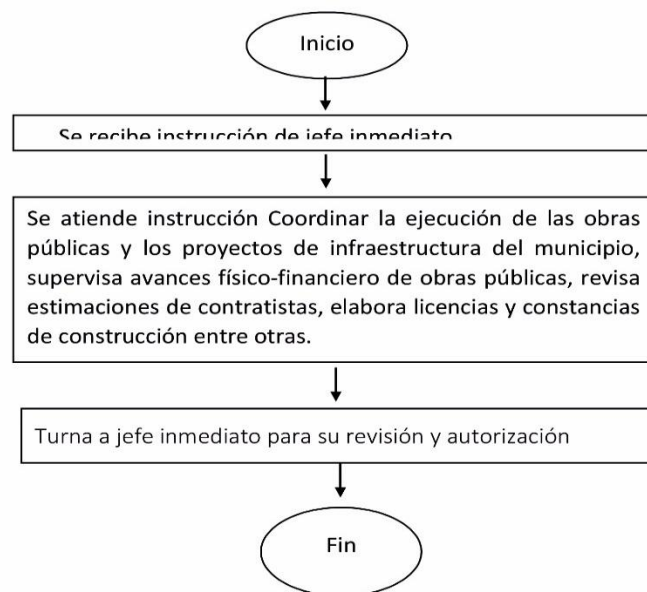 Inicio
Se recibe instrucción de jefe inmediato
Se atiende instrucción Coordinar la ejecución de las obras
públicas y los proyectos de infraestructura del municipio,
supervisa avances físico-financiero de obras públicas, revisa
estimaciones de contratistas, elabora licencias y constancias
de construcción entre otras.
Turna a jefe inmediato para su revisión y autorización
Fin